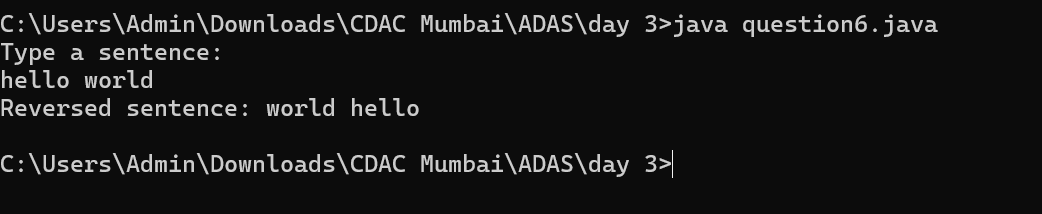 C:\Users\Admin\Downloads\CDAC Mumbai\ADAS\day 3>java question6.java
Type a sentence:
hello world
Reversed sentence: world hello
C:\Users\Admin\Downloads\CDAC Mumbai\ADAS\day 3>